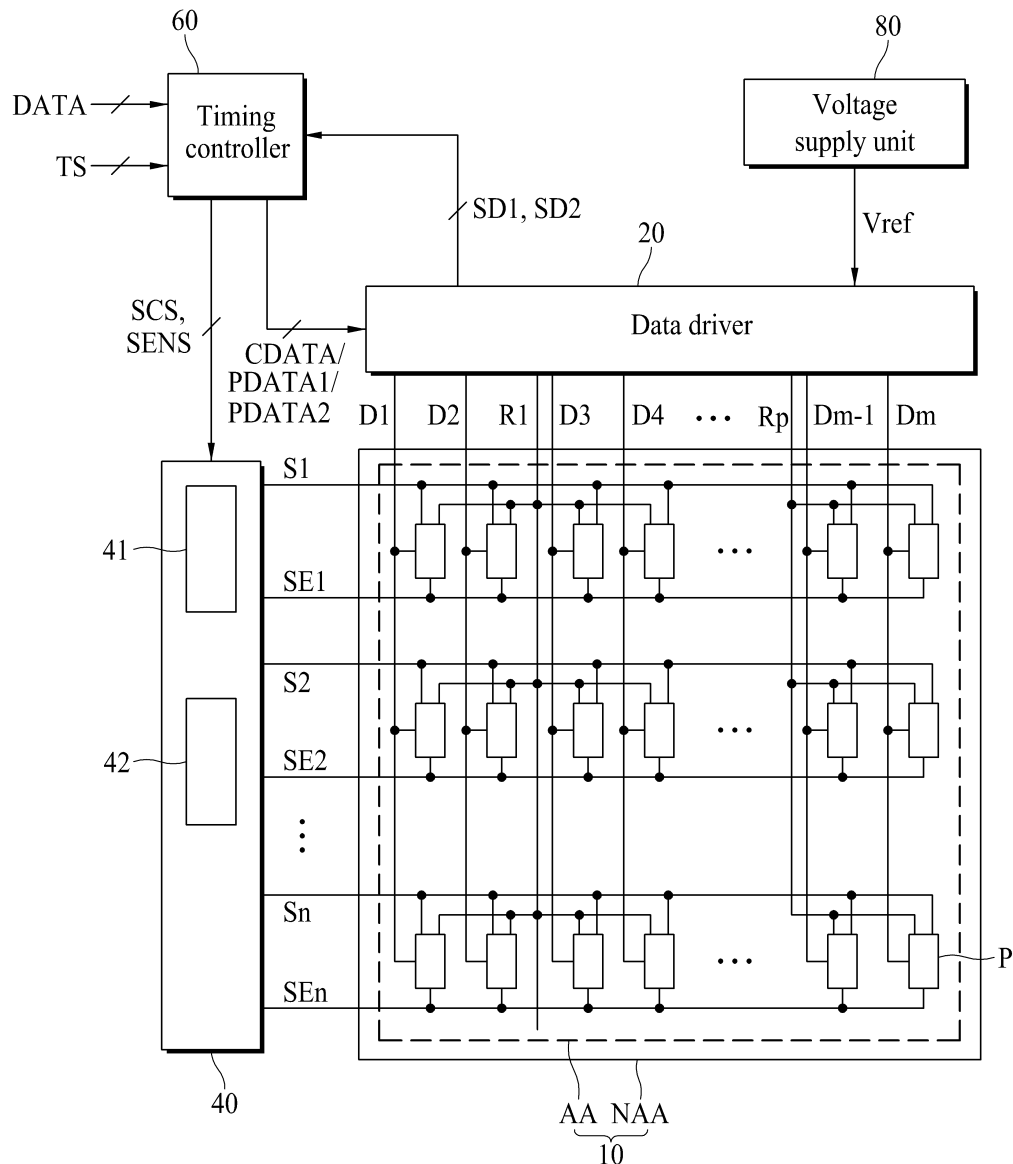 60
80
DATA
TS
Timing
controller
Voltage
supply unit
SD1, SD2
Vref
20
SCS,
SENS
Data driver
CDATA/
PDATA1/
PDATA2
D1
D2
R1
D3
D4
...
Rp
Dm-1
Dm
S1
41
...
SE1
S2
42
...
SE2
...
Sn
...
P
SEn
40
AA
NAA
10